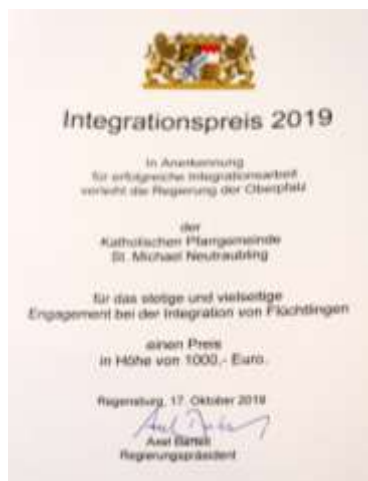 Integrationspreis 2019
In Anerkennung
für erfolgreiche Integrationsarbeit
verleiht die Regierung der Oberpfalz
der
Katholischen Pfarrgemeinde
St. Michael Neutraubling
für das stetige und vielseitige
Engagement bei der Integration von Flüchtlingen
einen Preis
in Höhe von 1000,- Euro.
Regensburg, 17. Oktober 2019
Axel Bartelt
Regierungspräsident